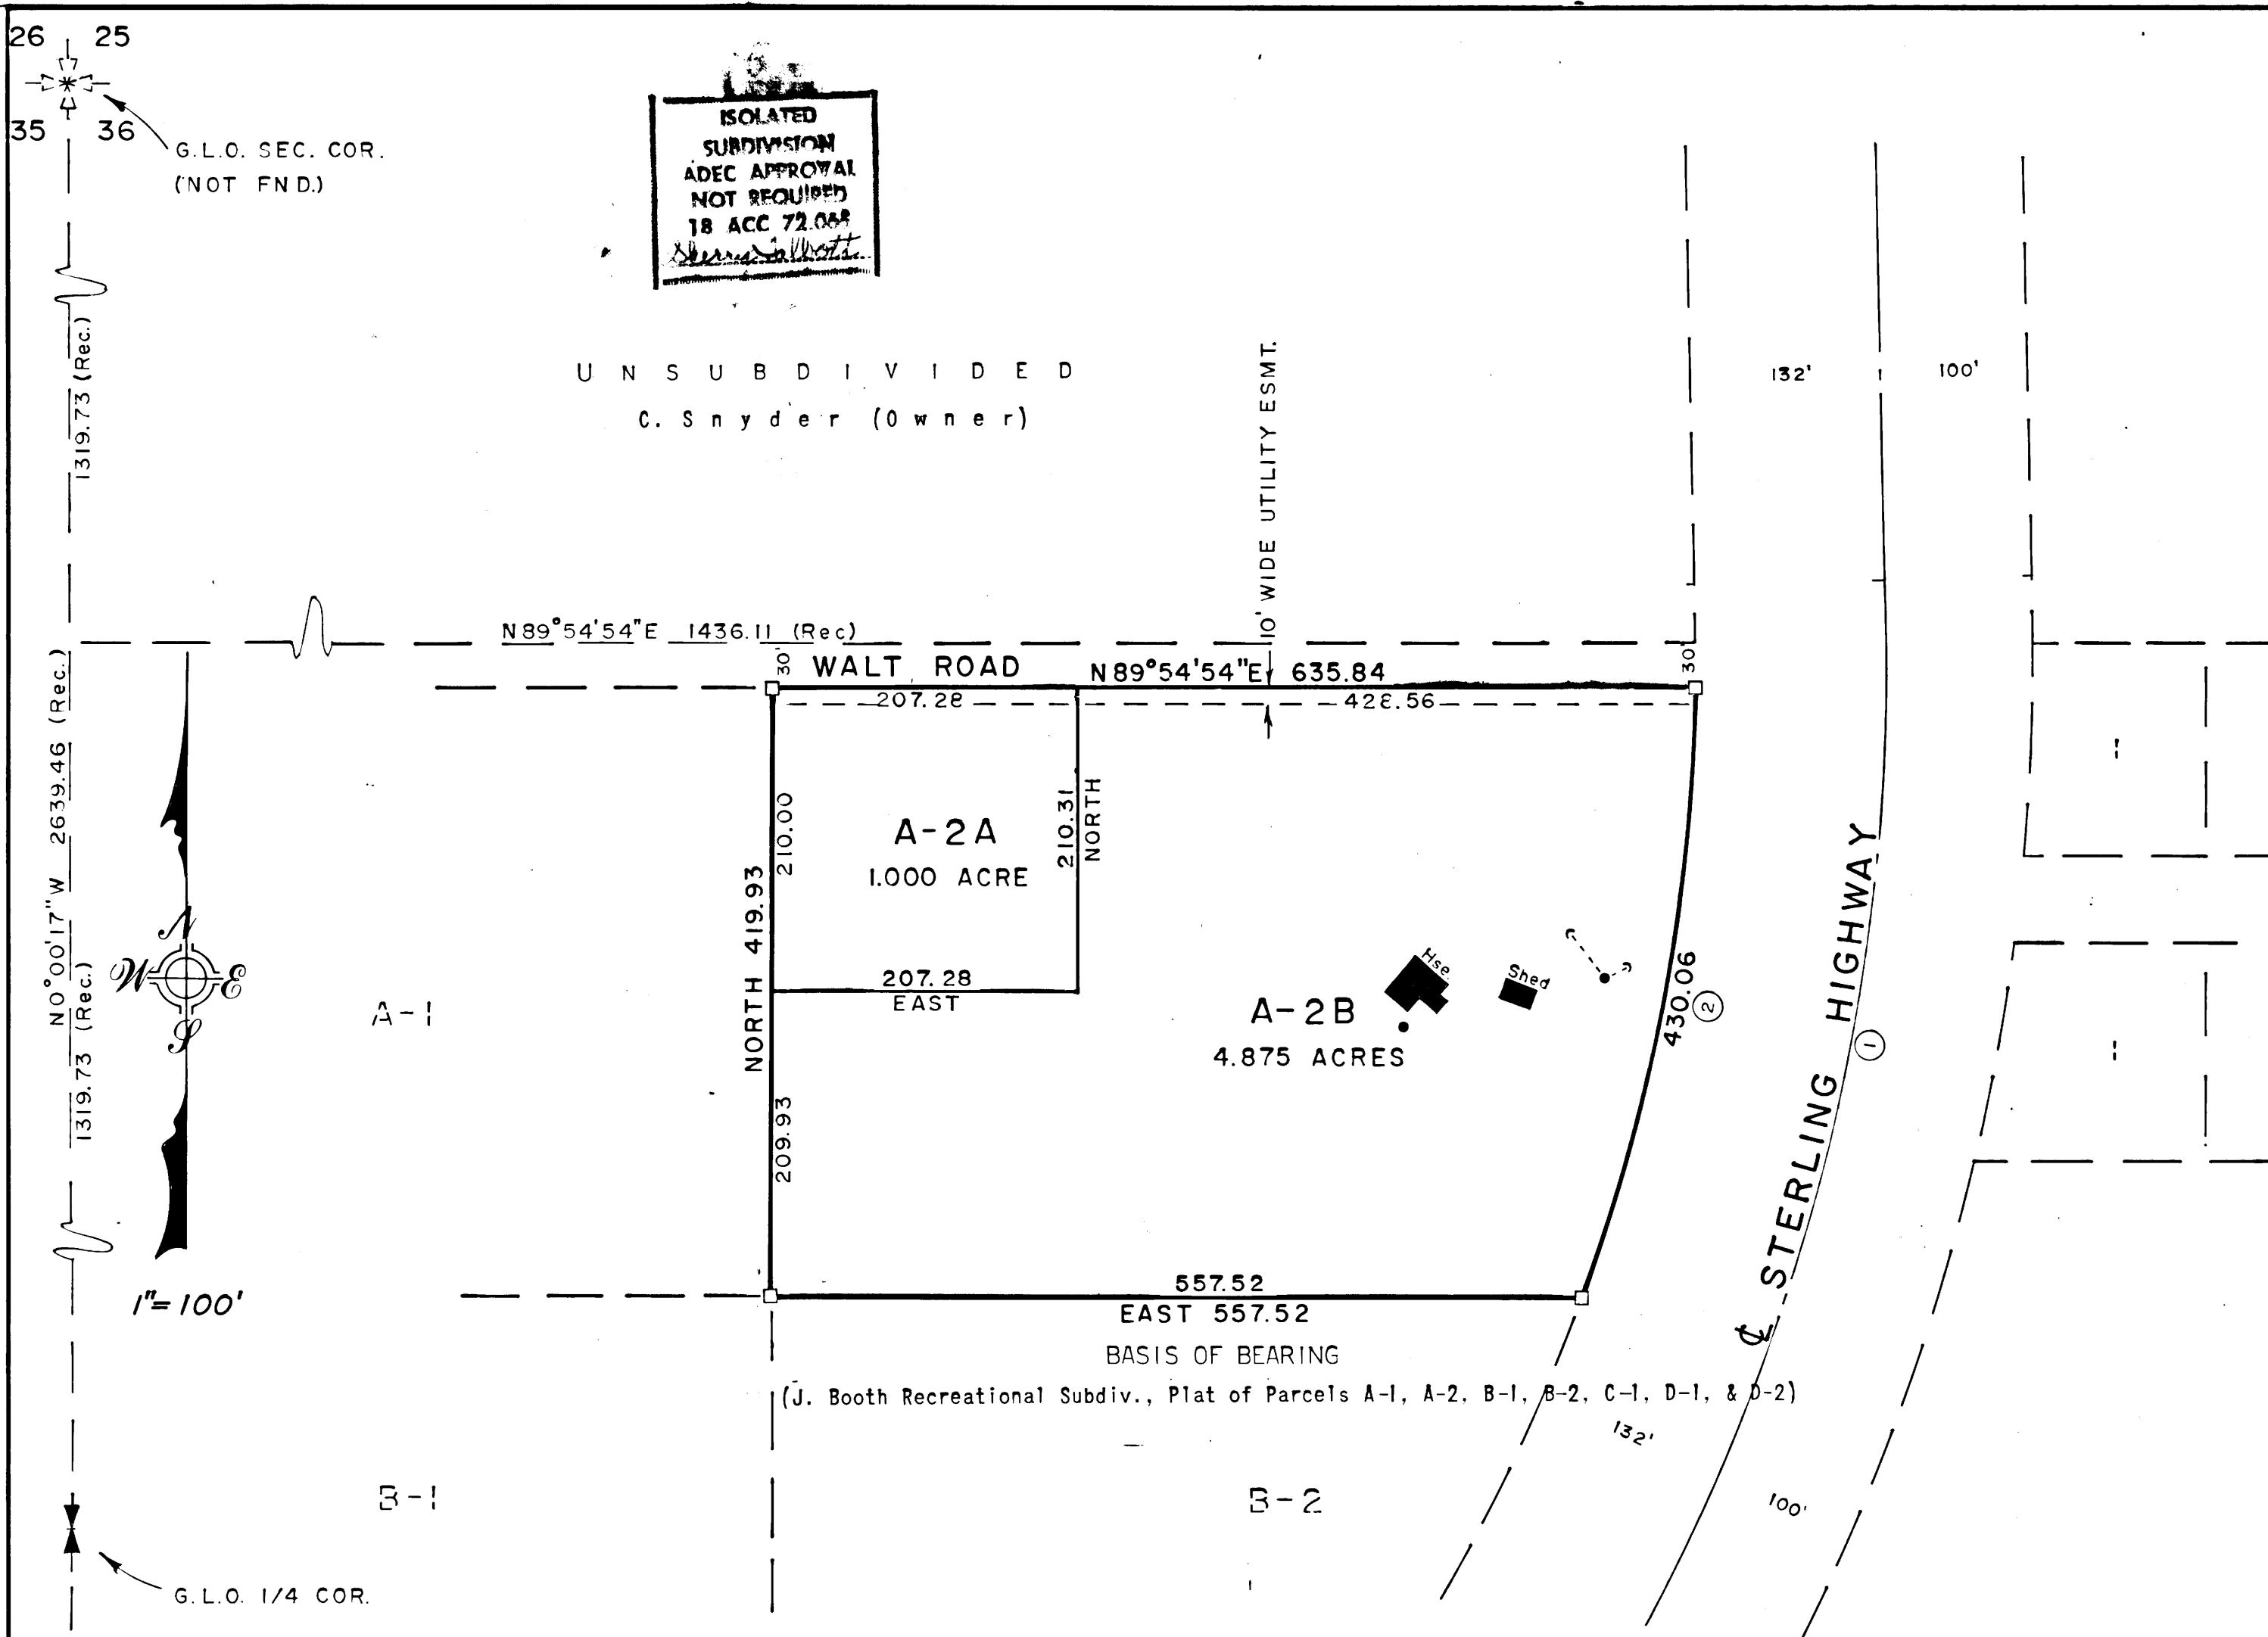 26 25
35 36
G.L.O. SEC. COR.
(NOT FND.)
ISOLATED
SUBDIVISION
ADEC APPROVAL
NOT REQUIRED
18 ACC 72.065
1319.73 (Rec.)
UNSUBDIVIDED
C. Snyder (Owner)
10' WIDE UTILITY ESMT.
132'
100'
N89°54'54"E 1436.11 (Rec)
30'
WALT ROAD
N89°54'54"E 635.84
30'
207.28
428.56
N0°00'17"W 2639.46 (Rec.)
1319.73 (Rec.)
N
W E
S
1"=100'
A-1
NORTH 419.93
210.00
209.93
A-2A
1.000 ACRE
210.31
NORTH
207.28
EAST
A-2B
4.875 ACRES
Hse.
Shed
430.06
2
℄ STERLING HIGHWAY
1
557.52
EAST 557.52
BASIS OF BEARING
(J. Booth Recreational Subdiv., Plat of Parcels A-1, A-2, B-1, B-2, C-1, D-1, & D-2)
132'
100'
B-1
B-2
G.L.O. 1/4 COR.